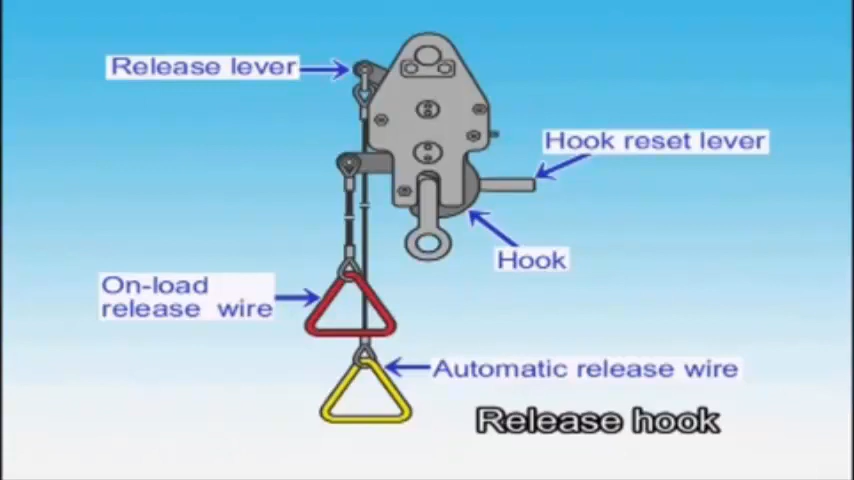 Release lever
Hook reset lever
Hook
On-load
release wire
Automatic release wire
Release hook